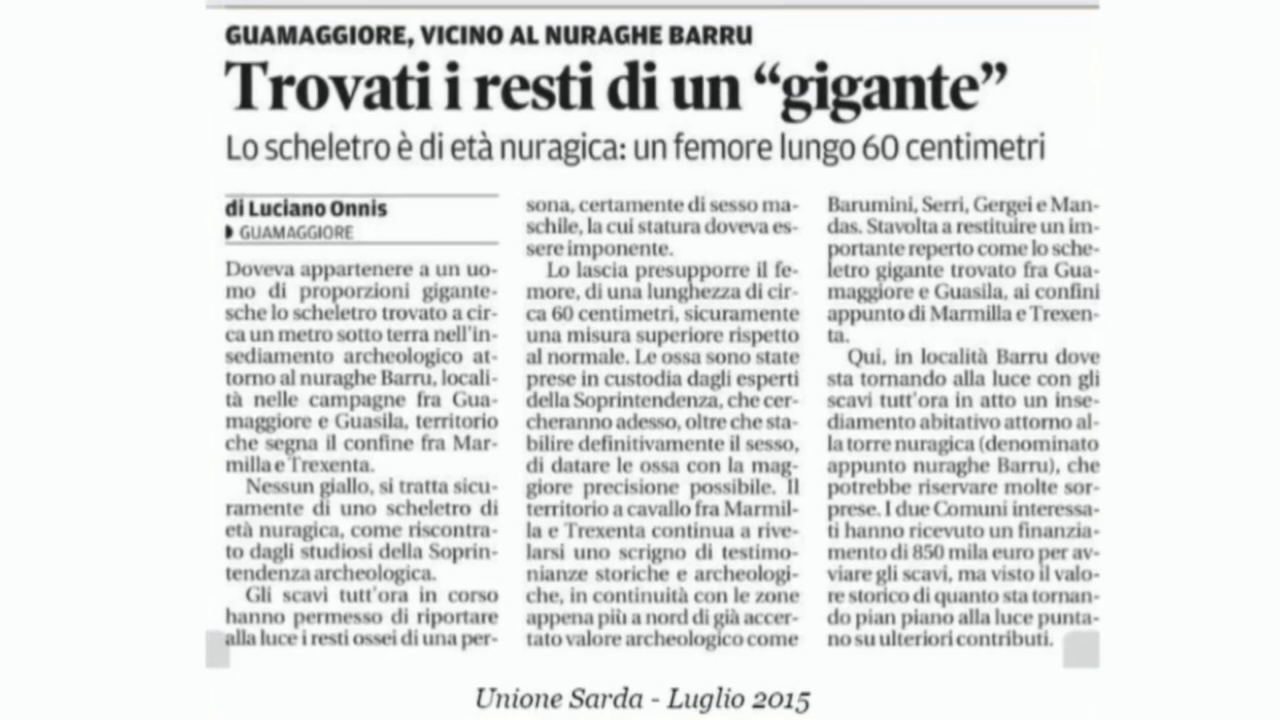 GUAMAGGIORE, VICINO AL NURAGHE BARRU
Trovati i resti di un “gigante”
Lo scheletro è di età nuragica: un femore lungo 60 centimetri
di Luciano Onnis
GUAMAGGIORE
Doveva appartenere a un uo-
mo di proporzioni gigante-
sche lo scheletro trovato a cir-
ca un metro sotto terra nell'in-
sediamento archeologico at-
torno al nuraghe Barru, locali-
tà nelle campagne fra Gua-
maggiore e Guasila, territorio
che segna il confine fra Mar-
milla e Trexenta.
Nessun giallo, si tratta sicu-
ramente di uno scheletro di
età nuragica, come riscontra-
to dagli studiosi della Soprin-
tendenza archeologica.
Gli scavi tutt'ora in corso
hanno permesso di riportare
alla luce i resti ossei di una per-
sona, certamente di sesso ma-
schile, la cui statura doveva es-
sere imponente.
Lo lascia presupporre il fe-
more, di una lunghezza di cir-
ca 60 centimetri, sicuramente
una misura superiore rispetto
al normale. Le ossa sono state
prese in custodia dagli esperti
della Soprintendenza, che cer-
cheranno adesso, oltre che sta-
bilire definitivamente il sesso,
di datare le ossa con la mag-
giore precisione possibile. Il
territorio a cavallo fra Marmil-
la e Trexenta continua a rive-
larsi uno scrigno di testimo-
nianze storiche e archeologi-
che, in continuità con le zone
appena più a nord di già accer-
tato valore archeologico come
Barumini, Serri, Gergei e Man-
das. Stavolta a restituire un im-
portante reperto come lo sche-
letro gigante trovato fra Gua-
maggiore e Guasila, ai confini
appunto di Marmilla e Trexen-
ta.
Qui, in località Barru dove
sta tornando alla luce con gli
scavi tutt'ora in atto un inse-
diamento abitativo attorno al-
la torre nuragica (denominato
appunto nuraghe Barru), che
potrebbe riservare molte sor-
prese. I due Comuni interessa-
ti hanno ricevuto un finanzia-
mento di 850 mila euro per av-
viare gli scavi, ma visto il valo-
re storico di quanto sta tornan-
do pian piano alla luce punta-
no su ulteriori contributi.
Unione Sarda - Luglio 2015